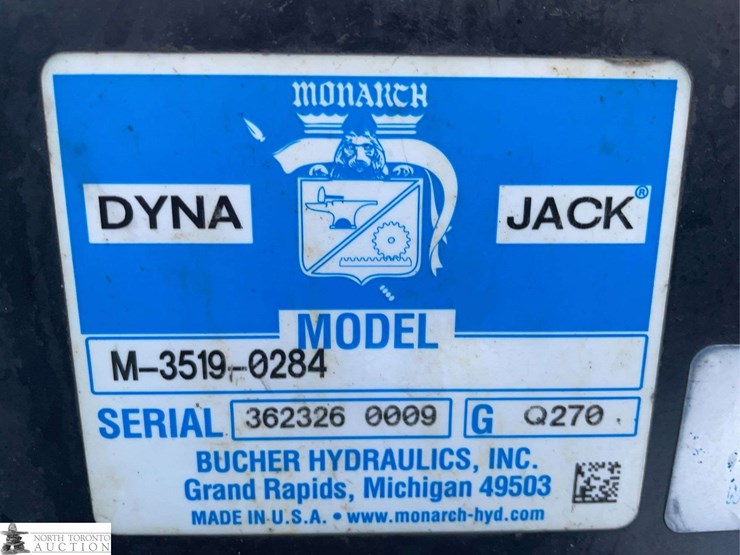 MONARCH
DYNA JACK®
MODEL
M-3519-0284
SERIAL 362326 0009 G Q270
BUCHER HYDRAULICS, INC.
Grand Rapids, Michigan 49503
MADE IN U.S.A. • www.monarch-hyd.com
NORTH TORONTO
AUCTION